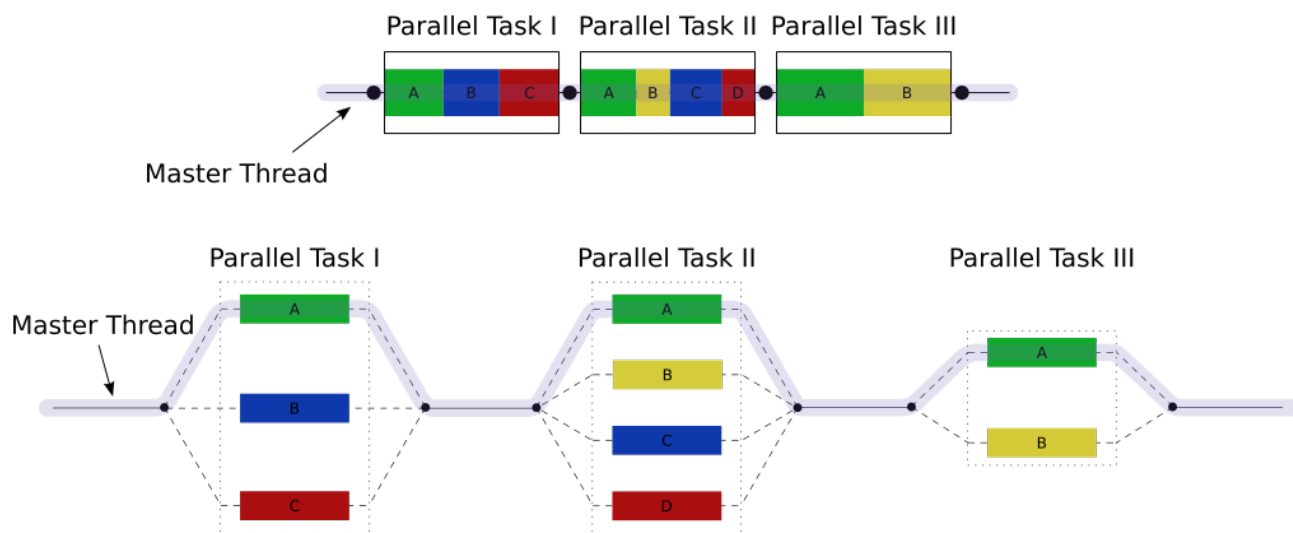 Parallel Task I Parallel Task II Parallel Task III
A B C A B C D A B
Master Thread
Parallel Task I Parallel Task II Parallel Task III
A A
Master Thread
A
B
B
C
B
C D